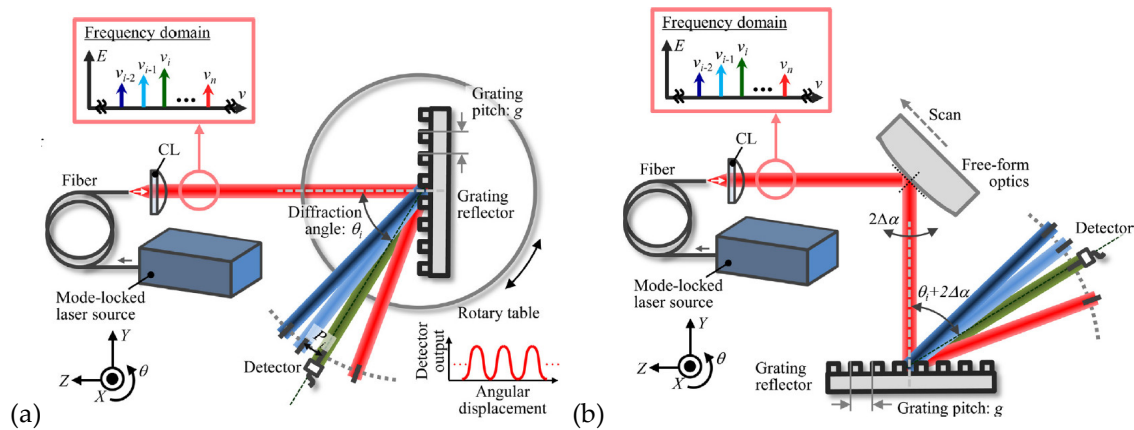 Frequency domain
E
νi-2
νi-1
νi
νn
ν
CL
Fiber
Mode-locked
laser source
Grating
pitch: g
Grating
reflector
Diffraction
angle: θi
Rotary table
P
Detector
Detector
output
Angular
displacement
Y
Z
X
θ
(a)
Frequency domain
E
νi-2
νi-1
νi
νn
ν
CL
Fiber
Mode-locked
laser source
Scan
Free-form
optics
2Δα
Detector
θi+2Δα
Grating
reflector
Grating pitch: g
Y
Z
X
θ
(b)